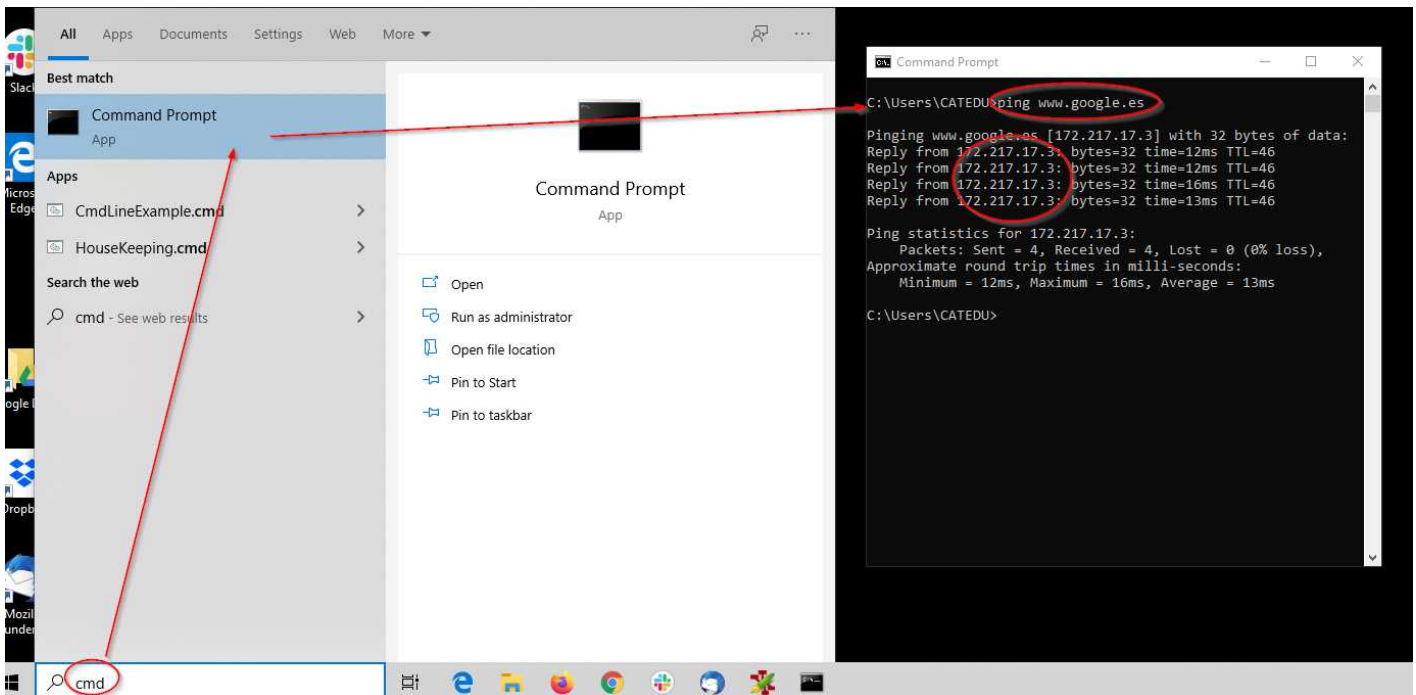 All Apps Documents Settings Web More
Best match
Command Prompt
App
Apps
CmdLineExample.cmd
HouseKeeping.cmd
Search the web
cmd - See web results
cmd
Command Prompt
App
Open
Run as administrator
Open file location
Pin to Start
Pin to taskbar
Slac
Micros
Edge
ogle
Dropb
Mozil
under
Command Prompt
C:\Users\CATEDU>ping www.google.es
Pinging www.google.es [172.217.17.3] with 32 bytes of data:
Reply from 172.217.17.3: bytes=32 time=12ms TTL=46
Reply from 172.217.17.3: bytes=32 time=12ms TTL=46
Reply from 172.217.17.3: bytes=32 time=16ms TTL=46
Reply from 172.217.17.3: bytes=32 time=13ms TTL=46
Ping statistics for 172.217.17.3:
Packets: Sent = 4, Received = 4, Lost = 0 (0% loss),
Approximate round trip times in milli-seconds:
Minimum = 12ms, Maximum = 16ms, Average = 13ms
C:\Users\CATEDU>